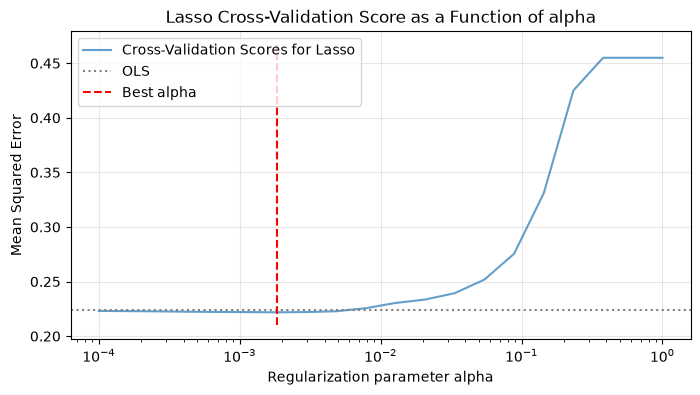 Lasso Cross-Validation Score as a Function of alpha
Cross-Validation Scores for Lasso
OLS
Best alpha
Mean Squared Error
0.45
0.40
0.35
0.30
0.25
0.20
10⁻⁴ 10⁻³ 10⁻² 10⁻¹ 10⁰
Regularization parameter alpha